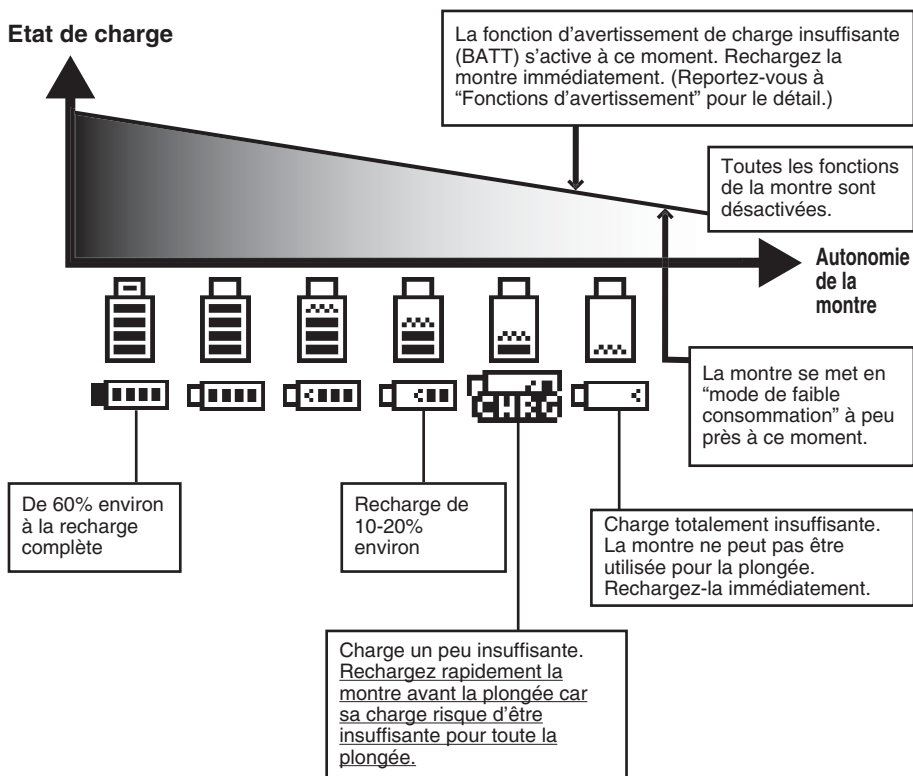 Etat de charge
La fonction d’avertissement de charge insuffisante
(BATT) s’active à ce moment. Rechargez la
montre immédiatement. (Reportez-vous à
“Fonctions d’avertissement” pour le détail.)
Toutes les fonctions
de la montre sont
désactivées.
Autonomie
de la
montre
La montre se met en
“mode de faible
consommation” à peu
près à ce moment.
De 60% environ
à la recharge
complète
Recharge de
10-20%
environ
Charge totalement insuffisante.
La montre ne peut pas être
utilisée pour la plongée.
Rechargez-la immédiatement.
Charge un peu insuffisante.
Rechargez rapidement la
montre avant la plongée car
sa charge risque d’être
insuffisante pour toute la
plongée.